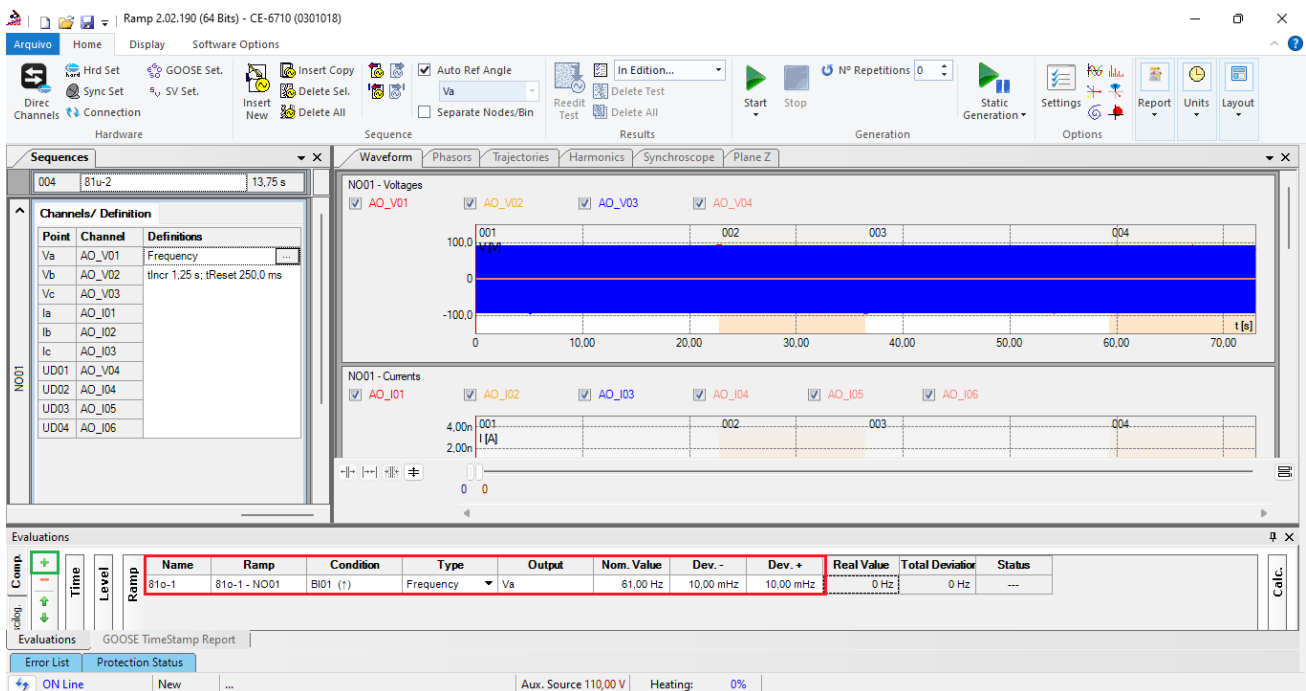 Ramp 2.02.190 (64 Bits) - CE-6710 (0301018)
Arquivo Home Display Software Options
Direc Channels
Hrd Set
Sync Set
Connection
GOOSE Set.
SV Set.
Hardware
Insert New
Insert Copy
Delete Sel.
Delete All
Auto Ref Angle
Va
Separate Nodes/Bin
Sequence
Reedit Test
In Edition...
Delete Test
Delete All
Results
Start
Stop
Nº Repetitions 0
Static Generation
Generation
Settings
Options
Report
Units
Layout
Sequences
004 81u-2 13,75 s
Channels/ Definition
Point Channel Definitions
Va AO_V01 Frequency ...
Vb AO_V02 tIncr 1,25 s; tReset 250,0 ms
Vc AO_V03
Ia AO_I01
Ib AO_I02
Ic AO_I03
UD01 AO_V04
UD02 AO_I04
UD03 AO_I05
UD04 AO_I06
NO01
Waveform Phasors Trajectories Harmonics Synchroscope Plane Z
NO01 - Voltages
AO_V01 AO_V02 AO_V03 AO_V04
001 002 003 004
100,0 V [V]
0
-100,0
t [s]
0 10,00 20,00 30,00 40,00 50,00 60,00 70,00
NO01 - Currents
AO_I01 AO_I02 AO_I03 AO_I04 AO_I05 AO_I06
4,00n 001 002 003 004
I [A]
2,00n
0 0
Evaluations
Comp.
Time
Level
Ramp
Name Ramp Condition Type Output Nom. Value Dev. - Dev. + Real Value Total Deviation Status
81o-1 81o-1 - NO01 BI01 (↑) Frequency Va 61,00 Hz 10,00 mHz 10,00 mHz 0 Hz 0 Hz ---
Calc.
Evaluations GOOSE TimeStamp Report
Error List Protection Status
ON Line New ... Aux. Source 110,00 V Heating: 0%